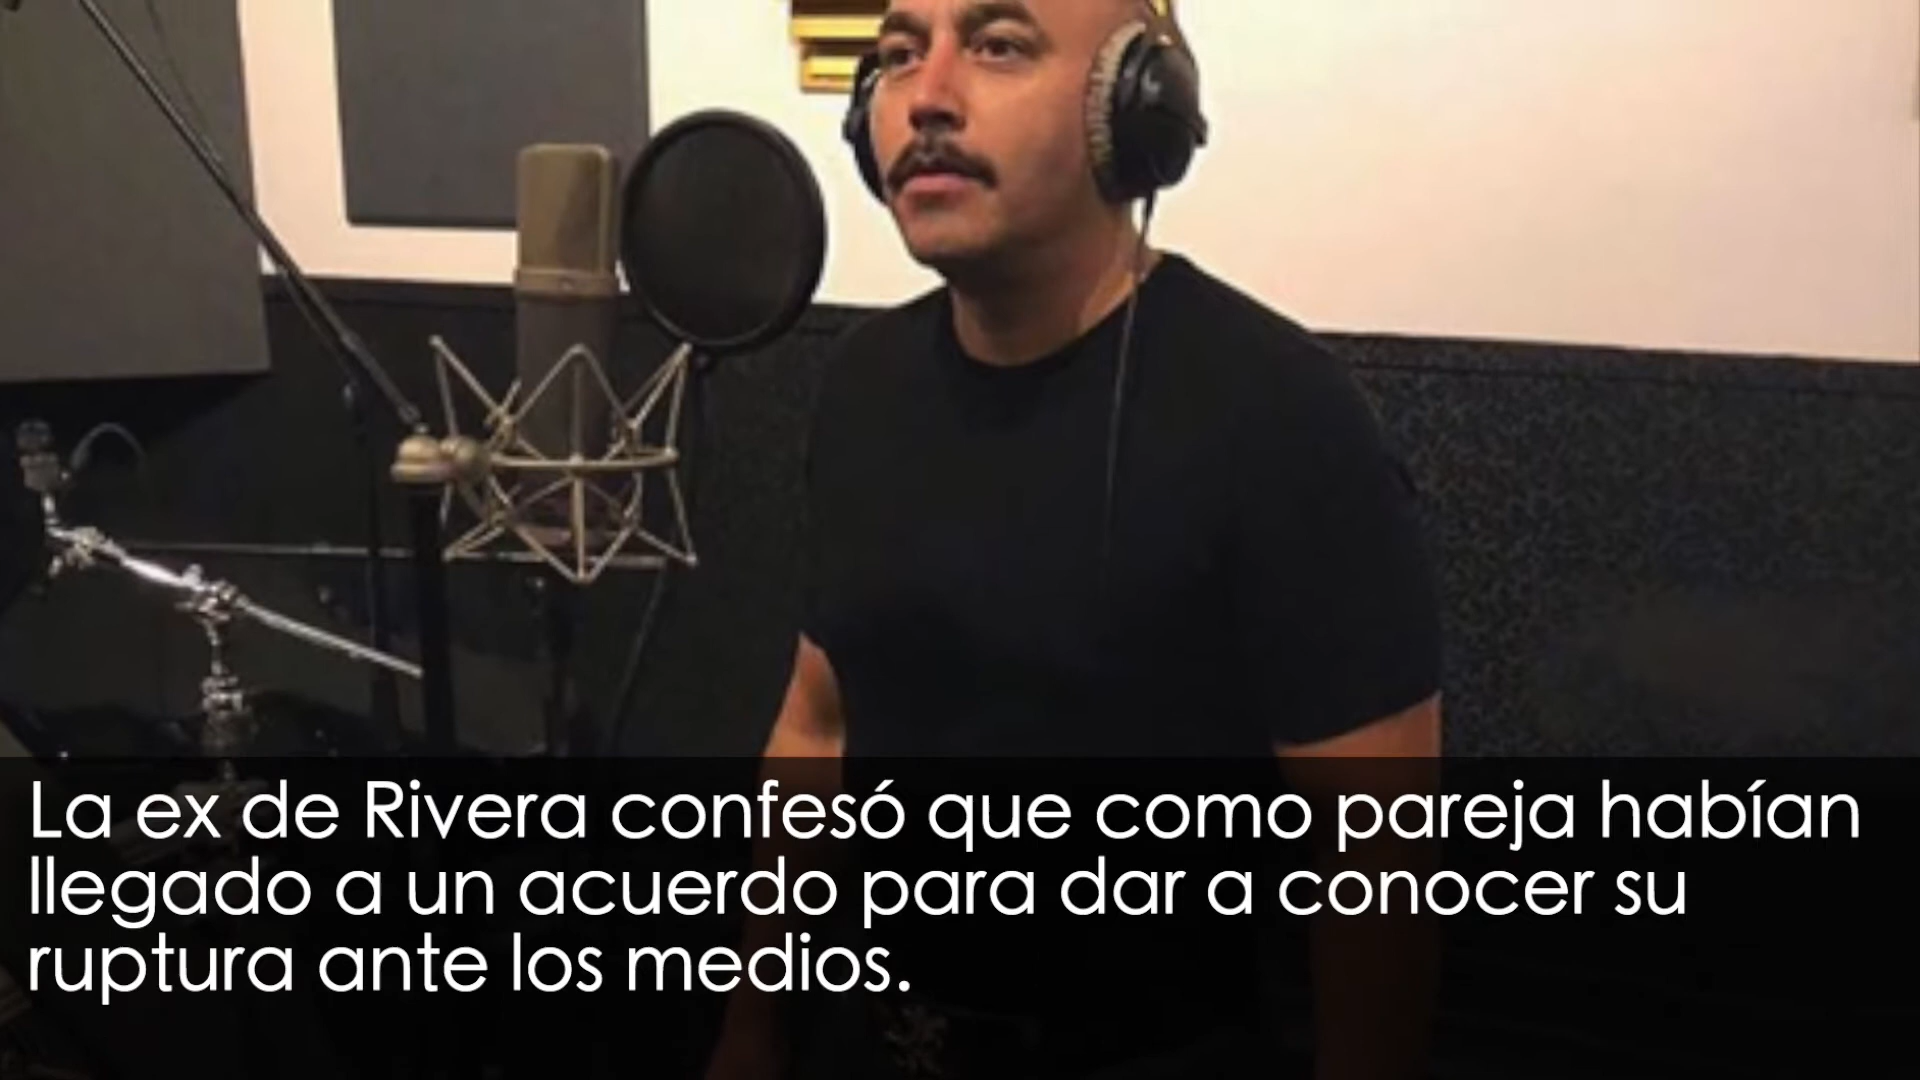 La ex de Rivera confesó que como pareja habían
llegado a un acuerdo para dar a conocer su
ruptura ante los medios.